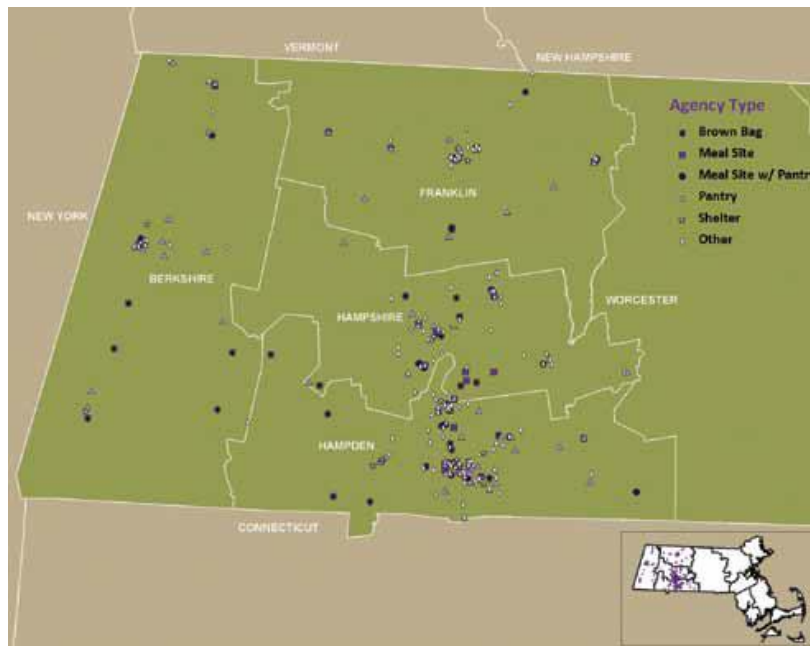 VERMONT
NEW HAMPSHIRE
Agency Type
Brown Bag
Meal Site
Meal Site w/ Pantry
Pantry
Shelter
Other
FRANKLIN
NEW YORK
BERKSHIRE
HAMPSHIRE
WORCESTER
HAMPDEN
CONNECTICUT